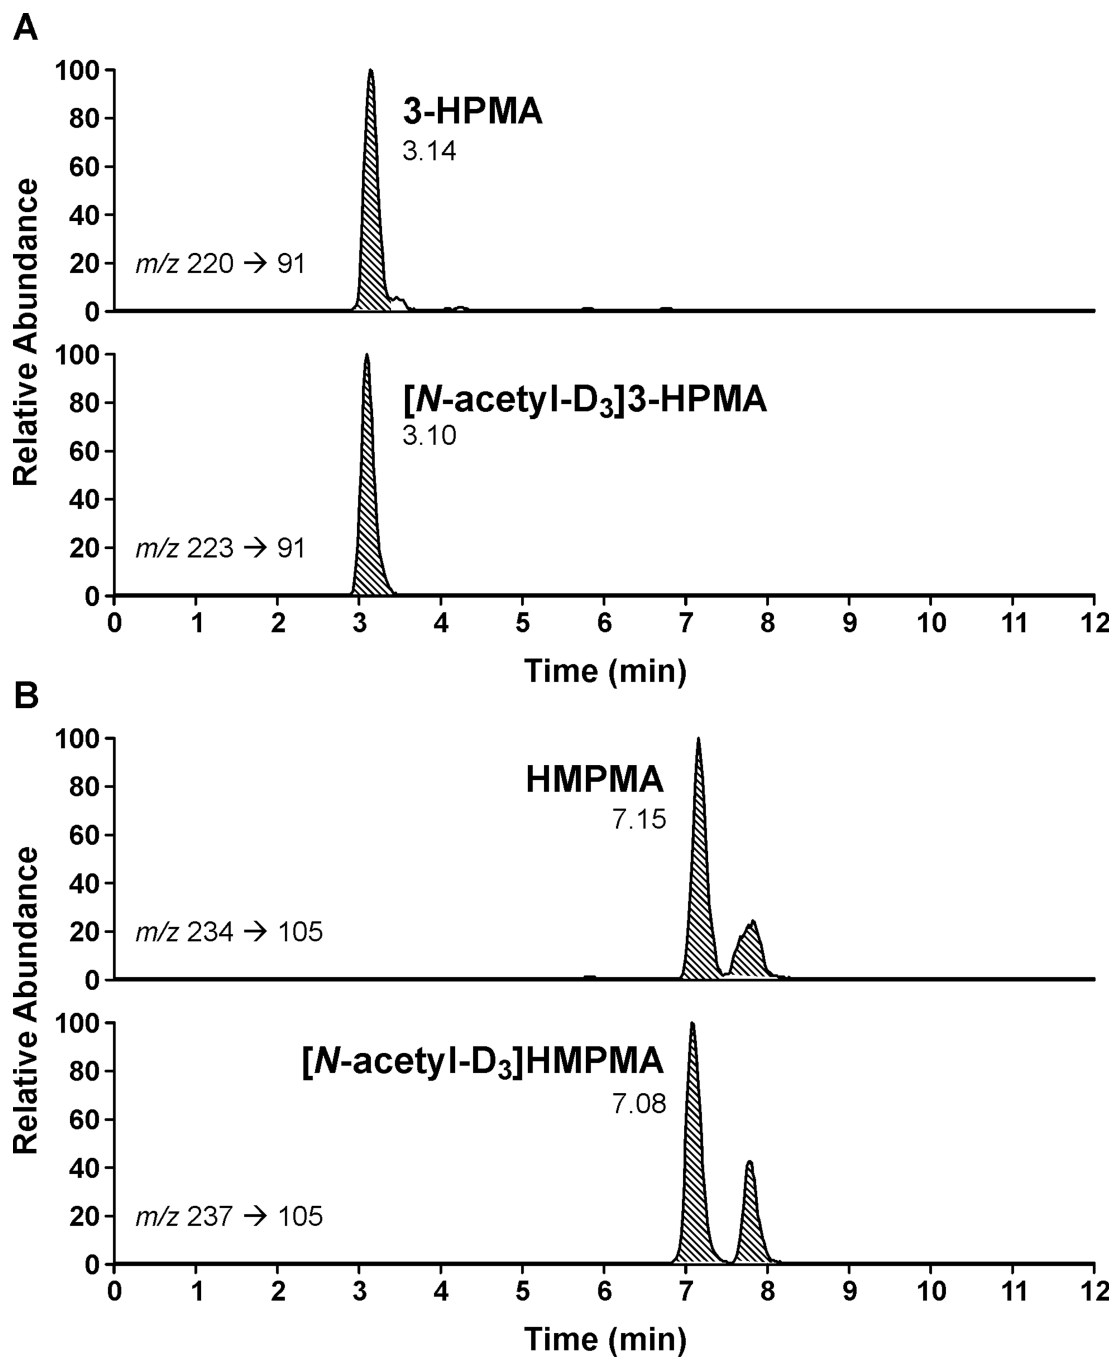 A
100
80
60
40
20
0
Relative Abundance
3-HPMA
3.14
m/z 220 → 91
100
80
60
40
20
0
Relative Abundance
[N-acetyl-D3]3-HPMA
3.10
m/z 223 → 91
0 1 2 3 4 5 6 7 8 9 10 11 12
Time (min)
B
100
80
60
40
20
0
Relative Abundance
HMPMA
7.15
m/z 234 → 105
100
80
60
40
20
0
Relative Abundance
[N-acetyl-D3]HMPMA
7.08
m/z 237 → 105
0 1 2 3 4 5 6 7 8 9 10 11 12
Time (min)